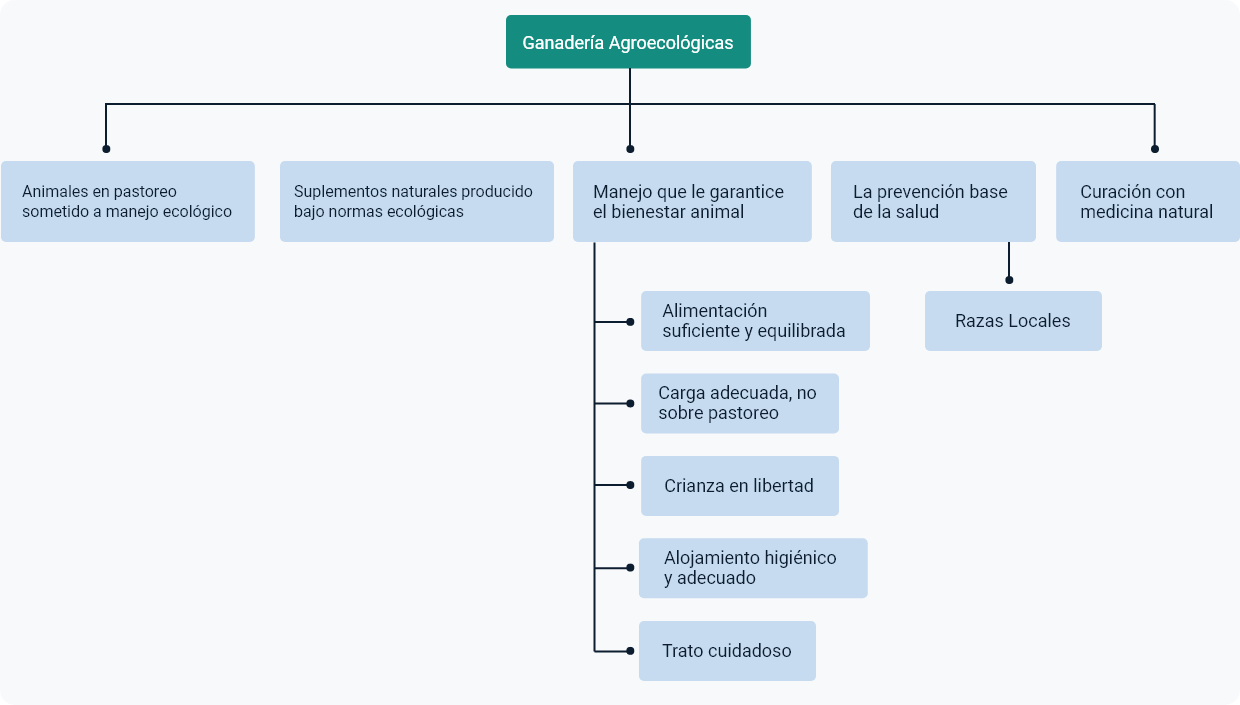 Ganadería Agroecológicas
Animales en pastoreo
sometido a manejo ecológico
Suplementos naturales producido
bajo normas ecológicas
Manejo que le garantice
el bienestar animal
La prevención base
de la salud
Curación con
medicina natural
Alimentación
suficiente y equilibrada
Razas Locales
Carga adecuada, no
sobre pastoreo
Crianza en libertad
Alojamiento higiénico
y adecuado
Trato cuidadoso